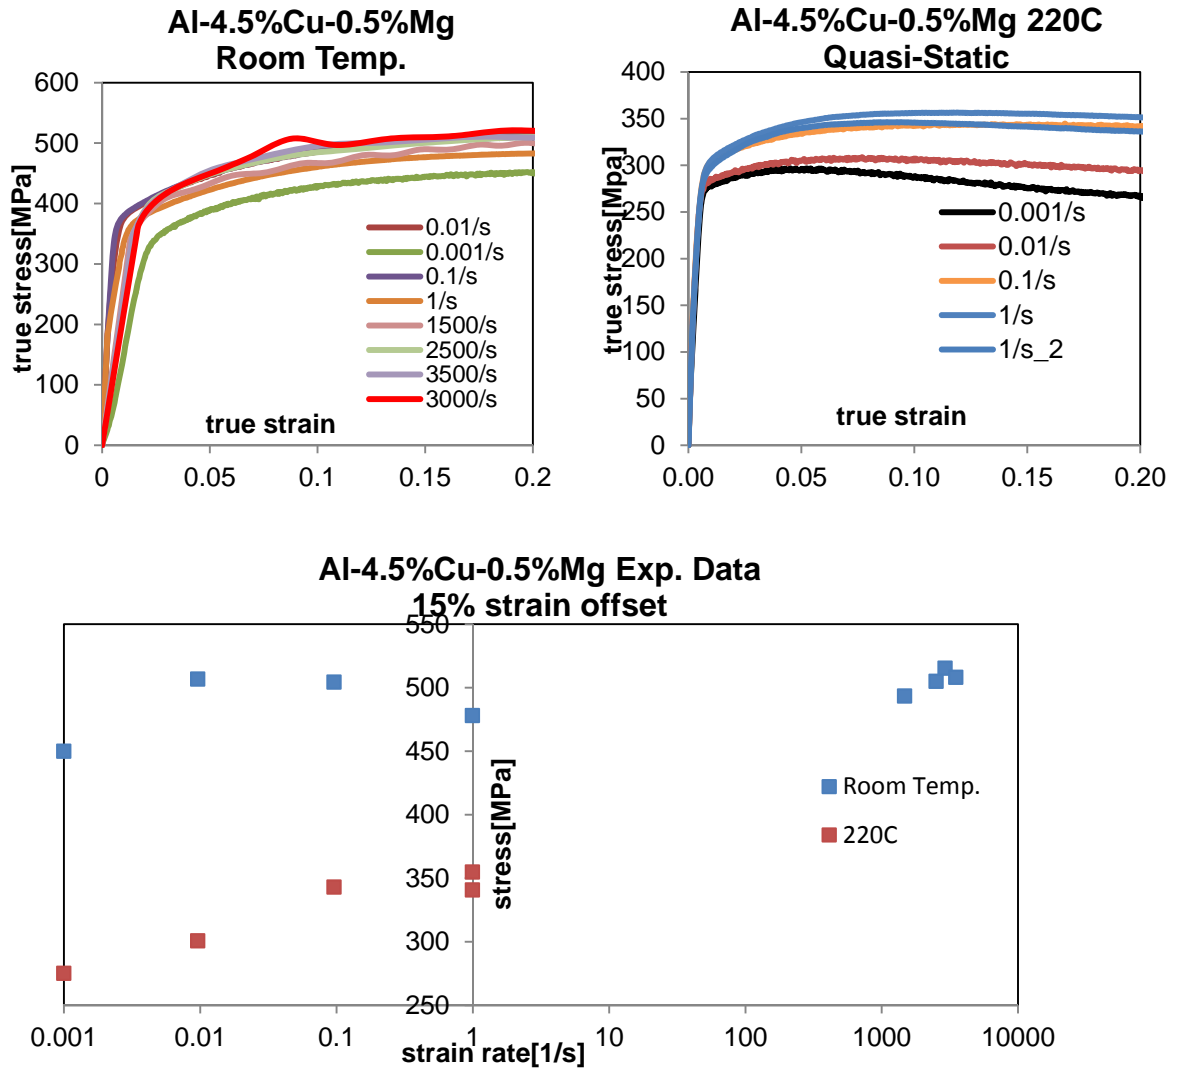 Al-4.5%Cu-0.5%Mg
Room Temp.
600
500
400
300
200
100
0
true stress[MPa]
0.01/s
0.001/s
0.1/s
1/s
1500/s
2500/s
3500/s
3000/s
true strain
0 0.05 0.1 0.15 0.2
Al-4.5%Cu-0.5%Mg 220C
Quasi-Static
400
350
300
250
200
150
100
50
0
true stress[Mpa]
0.001/s
0.01/s
0.1/s
1/s
1/s_2
true strain
0.00 0.05 0.10 0.15 0.20
Al-4.5%Cu-0.5%Mg Exp. Data
15% strain offset
550
500
450
400
350
300
250
stress[MPa]
Room Temp.
220C
0.001 0.01 0.1 1 10 100 1000 10000
strain rate[1/s]